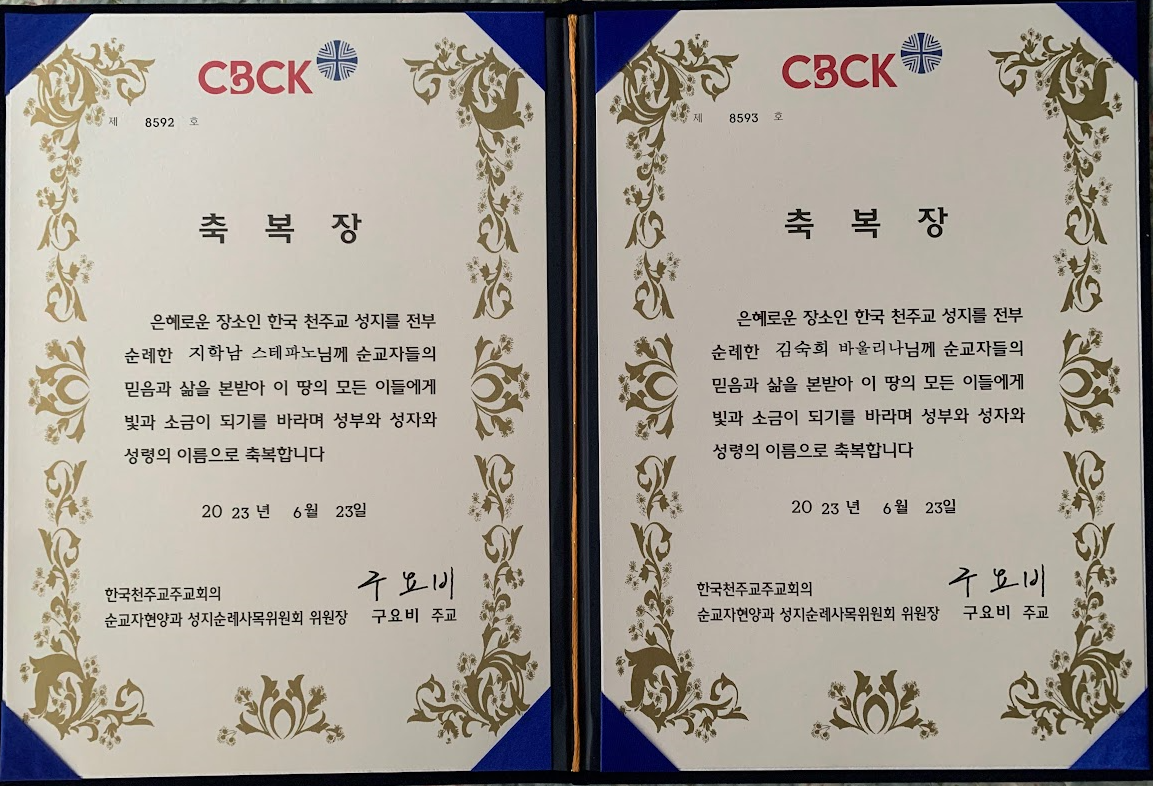 CBCK
제 8592 호
축 복 장
은혜로운 장소인 한국 천주교 성지를 전부
순례한 지학남 스테파노님께 순교자들의
믿음과 삶을 본받아 이 땅의 모든 이들에게
빛과 소금이 되기를 바라며 성부와 성자와
성령의 이름으로 축복합니다
20 23 년 6월 23일
한국천주교주교회의
구요비
순교자현양과 성지순례사목위원회 위원장 구요비 주교
CBCK
제 8593 호
축 복 장
은혜로운 장소인 한국 천주교 성지를 전부
순례한 김숙희 바울리나님께 순교자들의
믿음과 삶을 본받아 이 땅의 모든 이들에게
빛과 소금이 되기를 바라며 성부와 성자와
성령의 이름으로 축복합니다
20 23 년 6월 23일
한국천주교주교회의
구요비
순교자현양과 성지순례사목위원회 위원장 구요비 주교